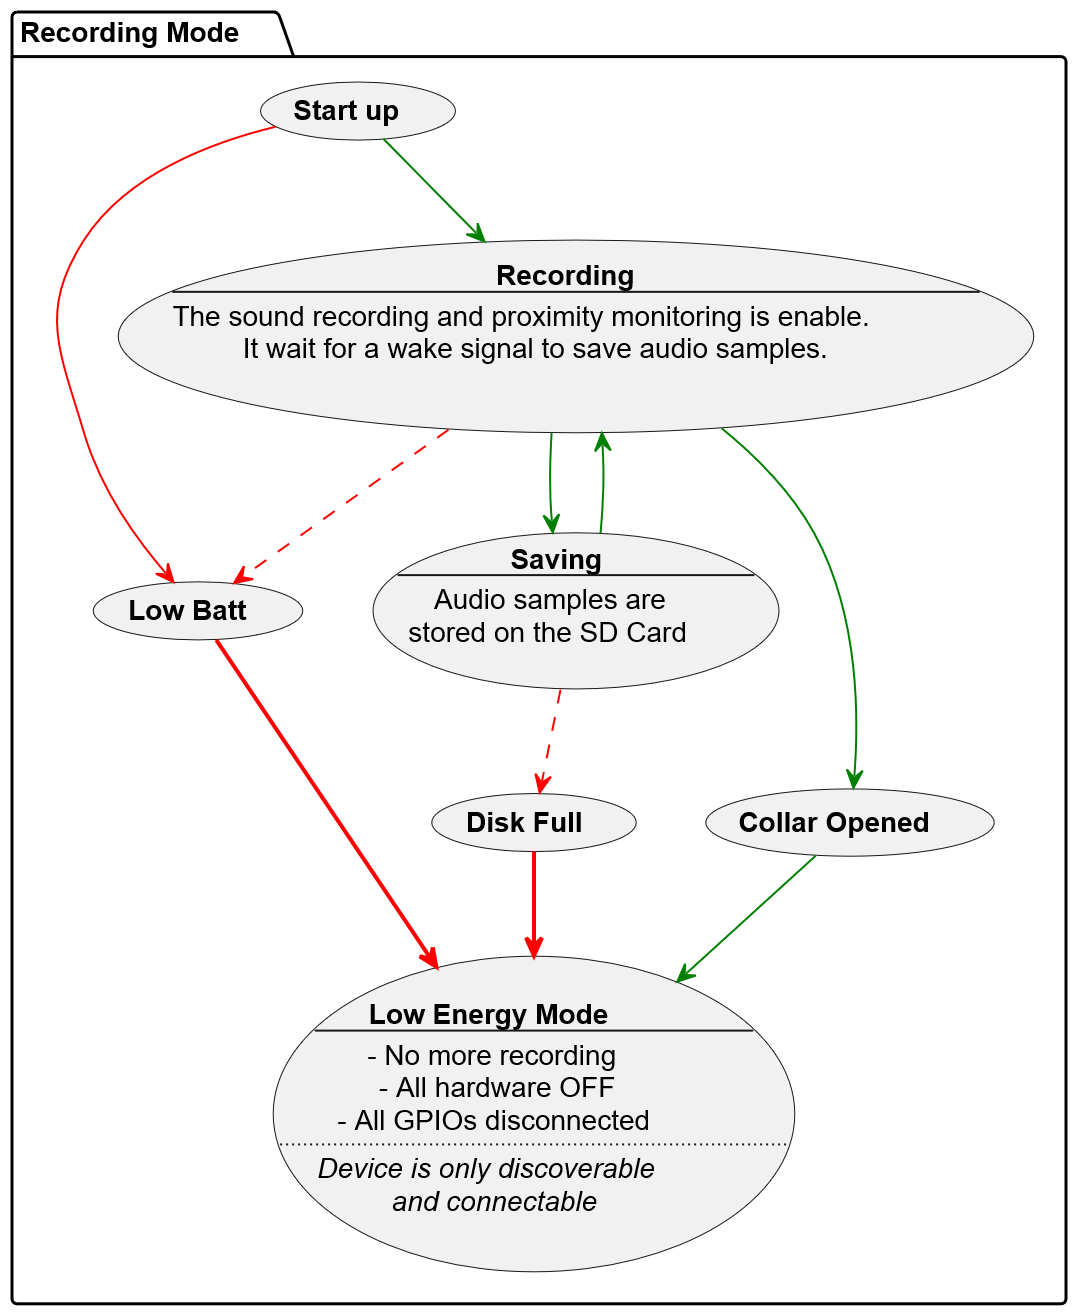 Recording Mode
Start up
Recording
The sound recording and proximity monitoring is enable.
It wait for a wake signal to save audio samples.
Saving
Audio samples are
stored on the SD Card
Low Batt
Disk Full
Collar Opened
Low Energy Mode
- No more recording
- All hardware OFF
- All GPIOs disconnected
Device is only discoverable
and connectable